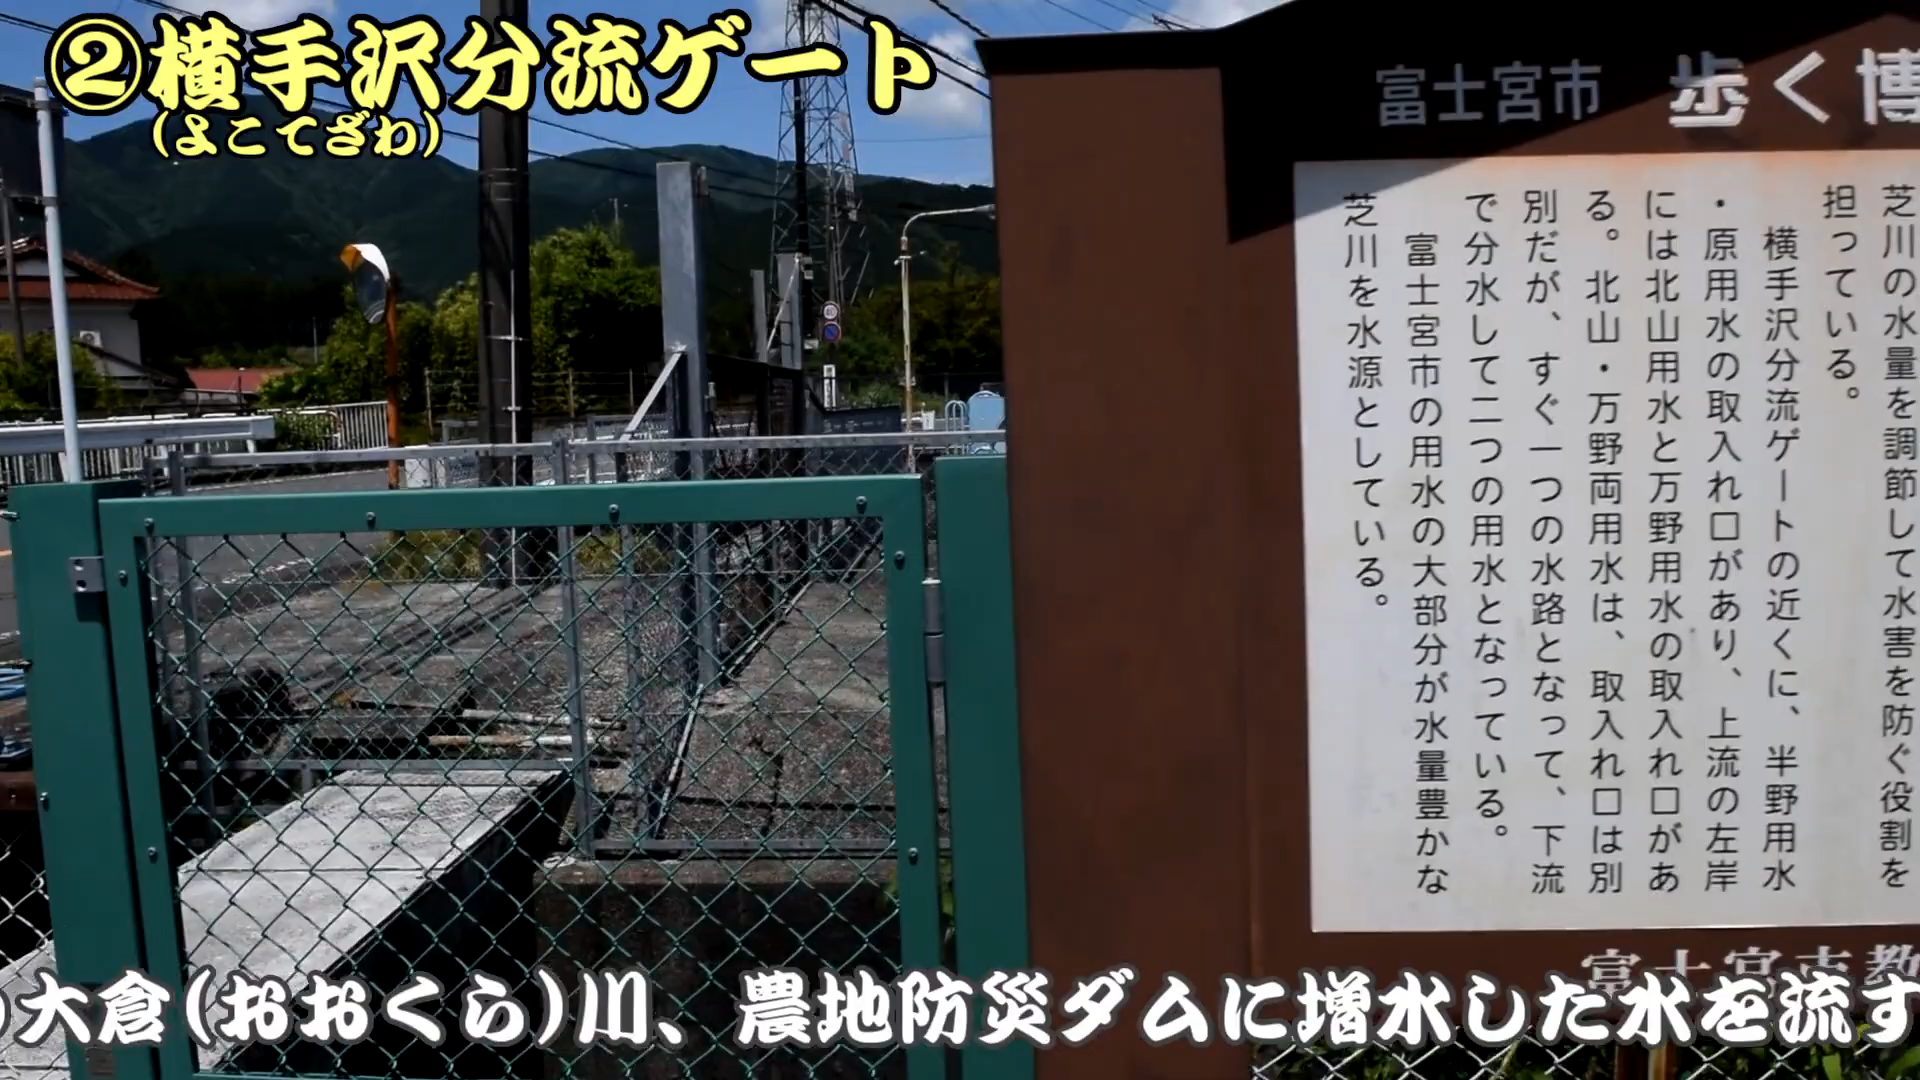 ②横手沢分流ゲート
(よこてざわ)
富士宮市 歩く博
芝川の水量を調節して水害を防ぐ役割を
担っている。
横手沢分流ゲートの近くに、半野用水
・原用水の取入れ口があり、上流の左岸
には北山用水と万野用水の取入れ口があ
る。北山・万野両用水は、取入れ口は別
別だが、すぐ一つの水路となって、下流
で分水して二つの用水となっている。
富士宮市の用水の大部分が水量豊かな
芝川を水源としている。
富士宮市教
大倉(おおくら)川、農地防災ダムに増水した水を流す
40